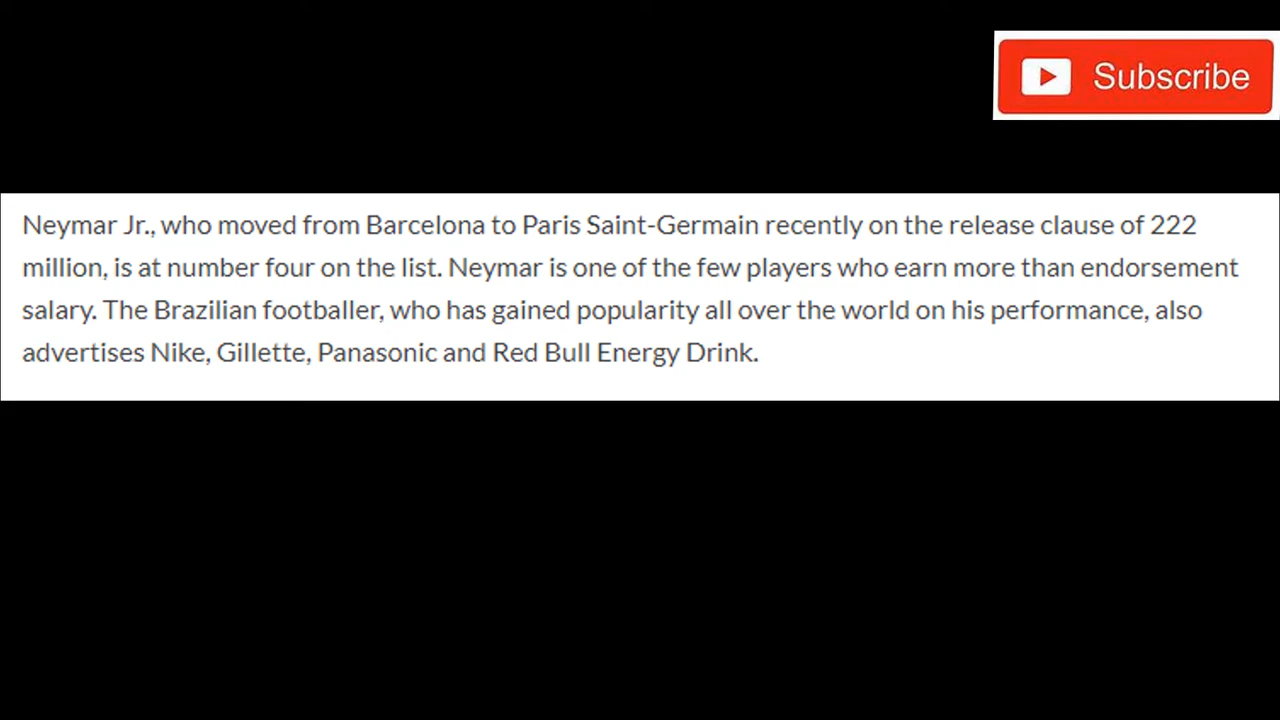 Subscribe
Neymar Jr., who moved from Barcelona to Paris Saint-Germain recently on the release clause of 222
million, is at number four on the list. Neymar is one of the few players who earn more than endorsement
salary. The Brazilian footballer, who has gained popularity all over the world on his performance, also
advertises Nike, Gillette, Panasonic and Red Bull Energy Drink.